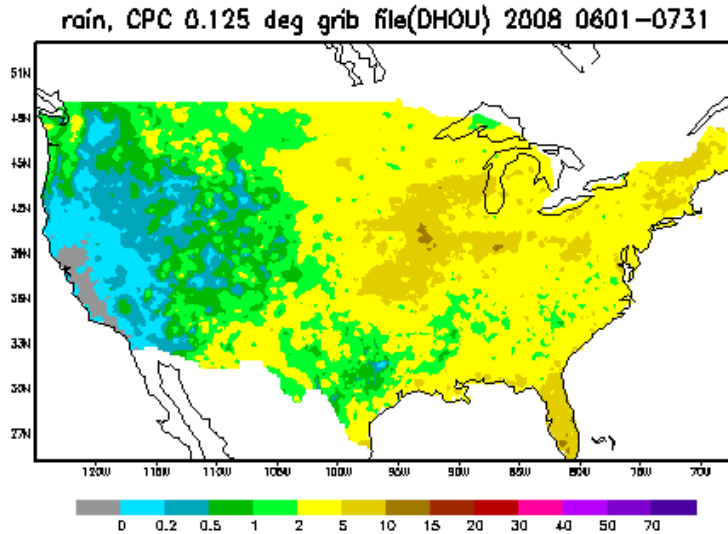 rain, CPC 0.125 deg grib file(DHOU) 2008 0601-0731
51N
48N
45N
42N
39N
36N
33N
30N
27N
120W 115W 110W 105W 100W 95W 90W 85W 80W 75W 70W
0 0.2 0.5 1 2 5 10 15 20 30 40 50 70